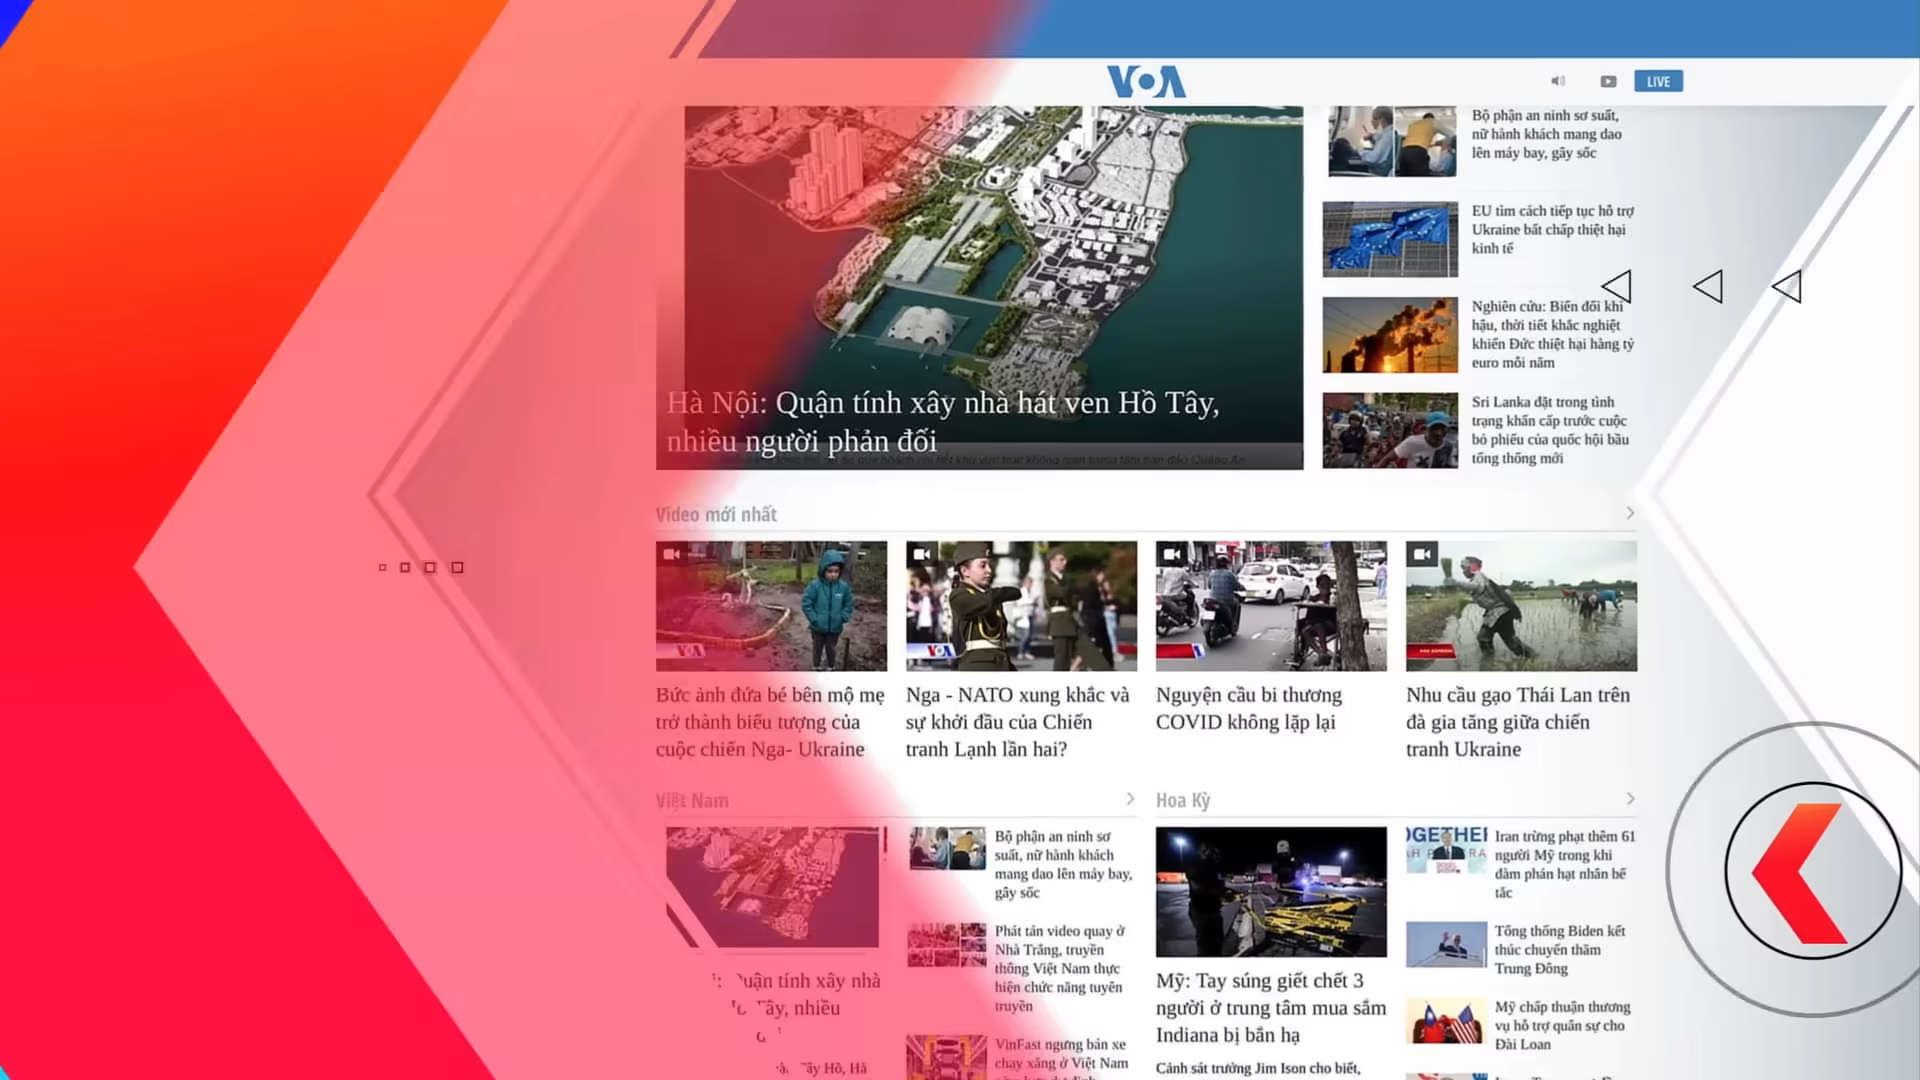 VOA
LIVE
Hà Nội: Quận tính xây nhà hát ven Hồ Tây,
nhiều người phản đối
Bộ phận an ninh sơ suất,
nữ hành khách mang dao
lên máy bay, gây sốc
EU tìm cách tiếp tục hỗ trợ
Ukraine bất chấp thiệt hại
kinh tế
Nghiên cứu: Biến đổi khí
hậu, thời tiết khắc nghiệt
khiến Đức thiệt hại hàng tỷ
euro mỗi năm
Sri Lanka đặt trong tình
trạng khẩn cấp trước cuộc
bỏ phiếu của quốc hội bầu
tổng thống mới
Video mới nhất
Bức ảnh đứa bé bên mộ mẹ
trở thành biểu tượng của
cuộc chiến Nga- Ukraine
Nga - NATO xung khắc và
sự khởi đầu của Chiến
tranh Lạnh lần hai?
Nguyện cầu bi thương
COVID không lặp lại
Nhu cầu gạo Thái Lan trên
đà gia tăng giữa chiến
tranh Ukraine
Việt Nam
uận tính xây nhà
ây, nhiều
ây Hồ, Hà
Bộ phận an ninh sơ
suất, nữ hành khách
mang dao lên máy bay,
gây sốc
Phát tán video quay ở
Nhà Trắng, truyền
thông Việt Nam thực
hiện chức năng tuyên
truyền
VinFast ngưng bán xe
chạy xăng ở Việt Nam
Hoa Kỳ
Mỹ: Tay súng giết chết 3
người ở trung tâm mua sắm
Indiana bị bắn hạ
Cảnh sát trưởng Jim Ison cho biết,
Iran trừng phạt thêm 61
người Mỹ trong khi
đàm phán hạt nhân bế
tắc
Tổng thống Biden kết
thúc chuyến thăm
Trung Đông
Mỹ chấp thuận thương
vụ hỗ trợ quân sự cho
Đài Loan